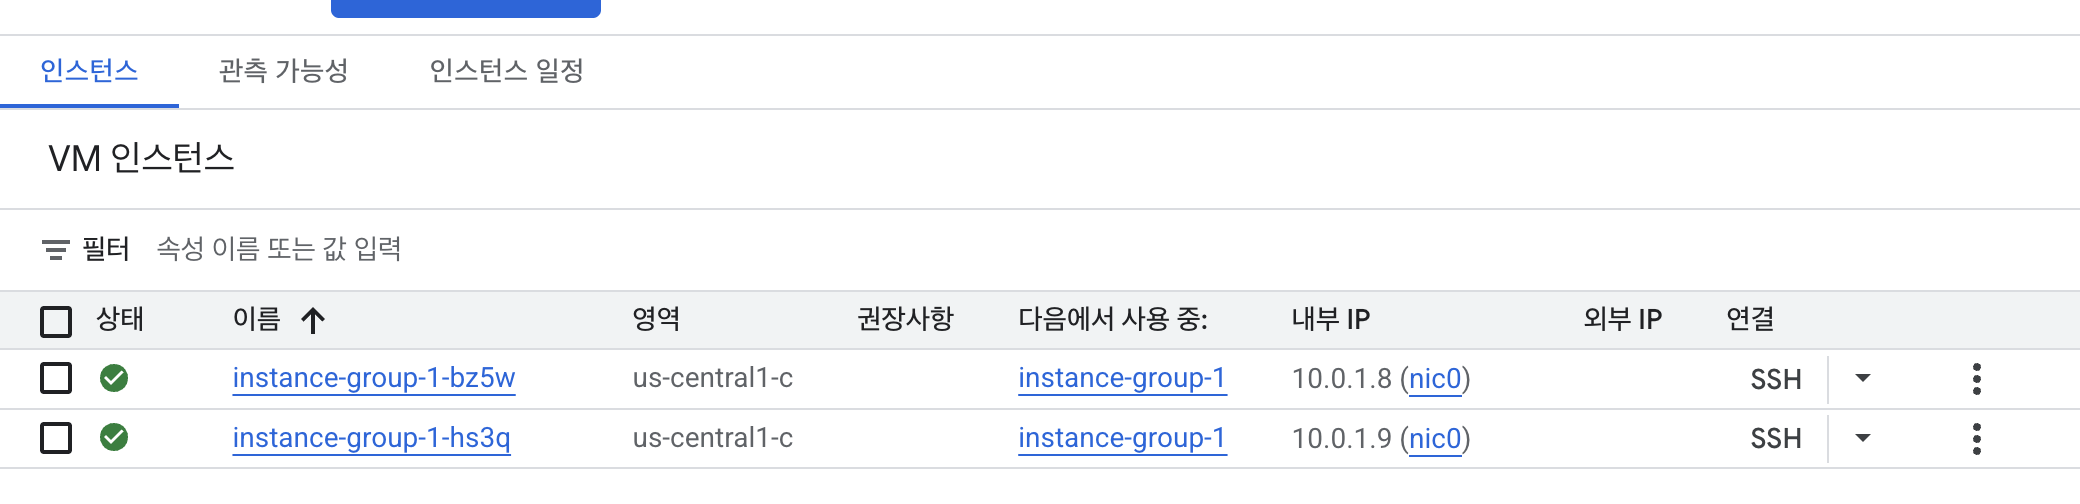 인스턴스 관측 가능성 인스턴스 일정
VM 인스턴스
필터 속성 이름 또는 값 입력
상태 이름 영역 권장사항 다음에서 사용 중: 내부 IP 외부 IP 연결
instance-group-1-bz5w us-central1-c instance-group-1 10.0.1.8 (nic0) SSH
instance-group-1-hs3q us-central1-c instance-group-1 10.0.1.9 (nic0) SSH